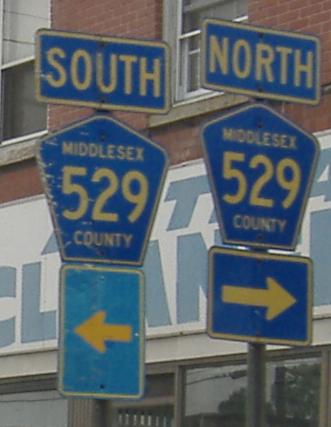 SOUTH
MIDDLESEX
529
COUNTY
NORTH
MIDDLESEX
529
COUNTY